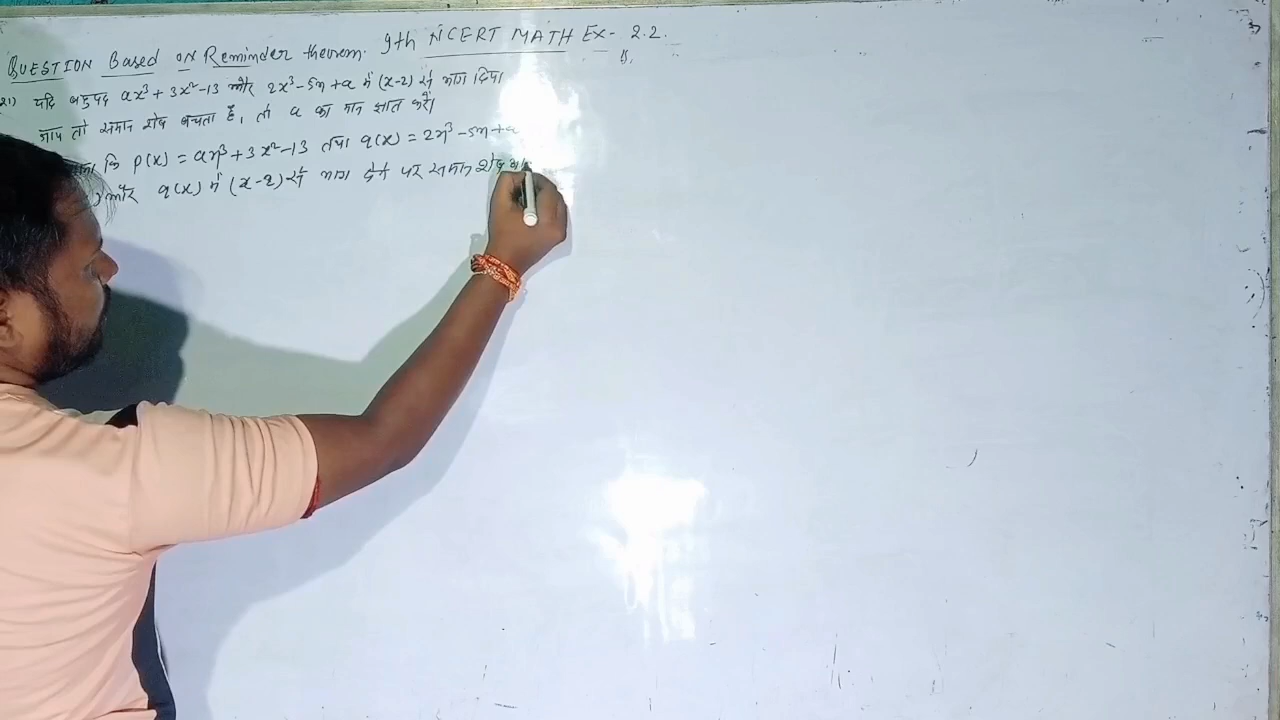 QUESTION Based on Reminder theorem. 9th NCERT MATH Ex- 2.2.
21) यदि बहुपद ax³ + 3x² -13 और 2x³ -5x + a में (x-2) से भाग दिया
जाए तो समान शेष बचता है, तो a का मान ज्ञात करें।
कि p(x) = ax³ + 3x² -13 तथा q(x) = 2x³ -5x + a
और q(x) में (x-2) से भाग देने पर समान शेष